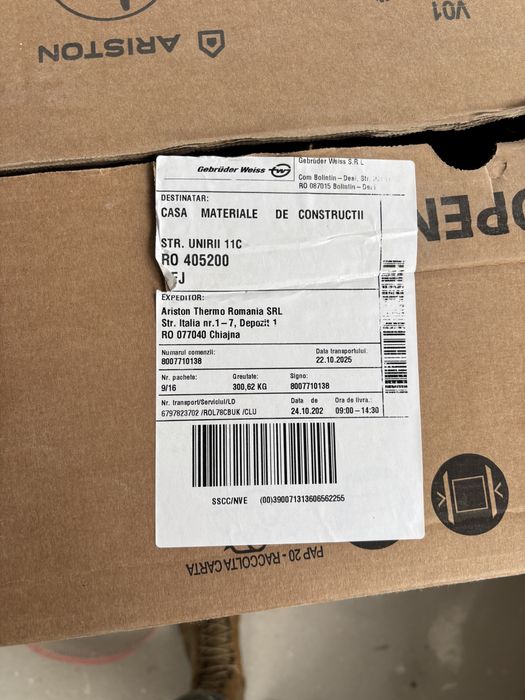 V01
ARISTON
OPEN
Gebrüder Weiss
Gebrüder Weiss S.R.L
Com Bolintin – Deal, Str.
RO 087015 Bolintin – Deal
DESTINATAR:
CASA MATERIALE DE CONSTRUCTII
STR. UNIRII 11C
RO 405200
EJ
EXPEDITOR:
Ariston Thermo Romania SRL
Str. Italia nr.1 – 7, Depozit 1
RO 077040 Chiajna
Numarul comenzii: Data transportului:
8007710138 22.10.2025
Nr. pachete: Greutate: Signo:
9/16 300,62 KG 8007710138
Nr. transport/Serviciul/LD Data de Ora de livra.:
6797823702 /ROL78CBUK /CLU 24.10.202 09:00 – 14:30
SSCC/NVE (00)390071313606562255
PAP 20 - RACCOLTA CARTA